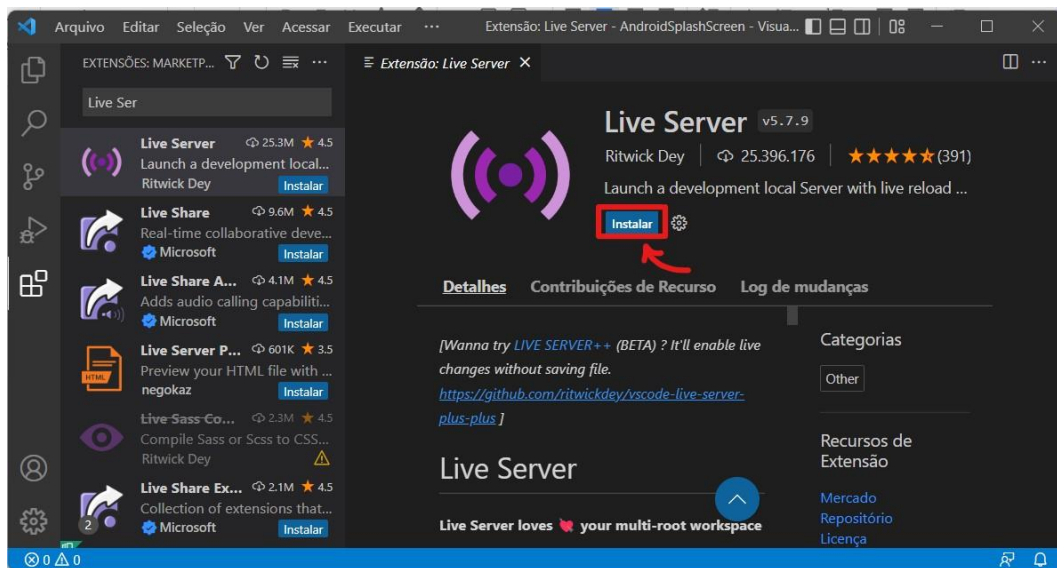 Arquivo Editar Seleção Ver Acessar Executar ··· Extensão: Live Server - AndroidSplashScreen - Visua...
EXTENSÕES: MARKETP... ···
Live Ser
Live Server 25.3M ★ 4.5
Launch a development local...
Ritwick Dey Instalar
Live Share 9.6M ★ 4.5
Real-time collaborative deve...
Microsoft Instalar
Live Share A... 4.1M ★ 4.5
Adds audio calling capabiliti...
Microsoft Instalar
HTML
Live Server P... 601K ★ 3.5
Preview your HTML file with ...
negokaz Instalar
Live Sass Co... 2.3M ★ 4.5
Compile Sass or Scss to CSS...
Ritwick Dey
Live Share Ex... 2.1M ★ 4.5
Collection of extensions that...
Microsoft Instalar
2
Extensão: Live Server ···
Live Server v5.7.9
Ritwick Dey | 25.396.176 | ★★★★★(391)
Launch a development local Server with live reload ...
Instalar
Detalhes Contribuições de Recurso Log de mudanças
[Wanna try LIVE SERVER++ (BETA) ? It'll enable live
changes without saving file.
https://github.com/ritwickdey/vscode-live-server-
plus-plus ]
Live Server
Live Server loves 💘 your multi-root workspace
Categorias
Other
Recursos de
Extensão
Mercado
Repositório
Licença
0 0